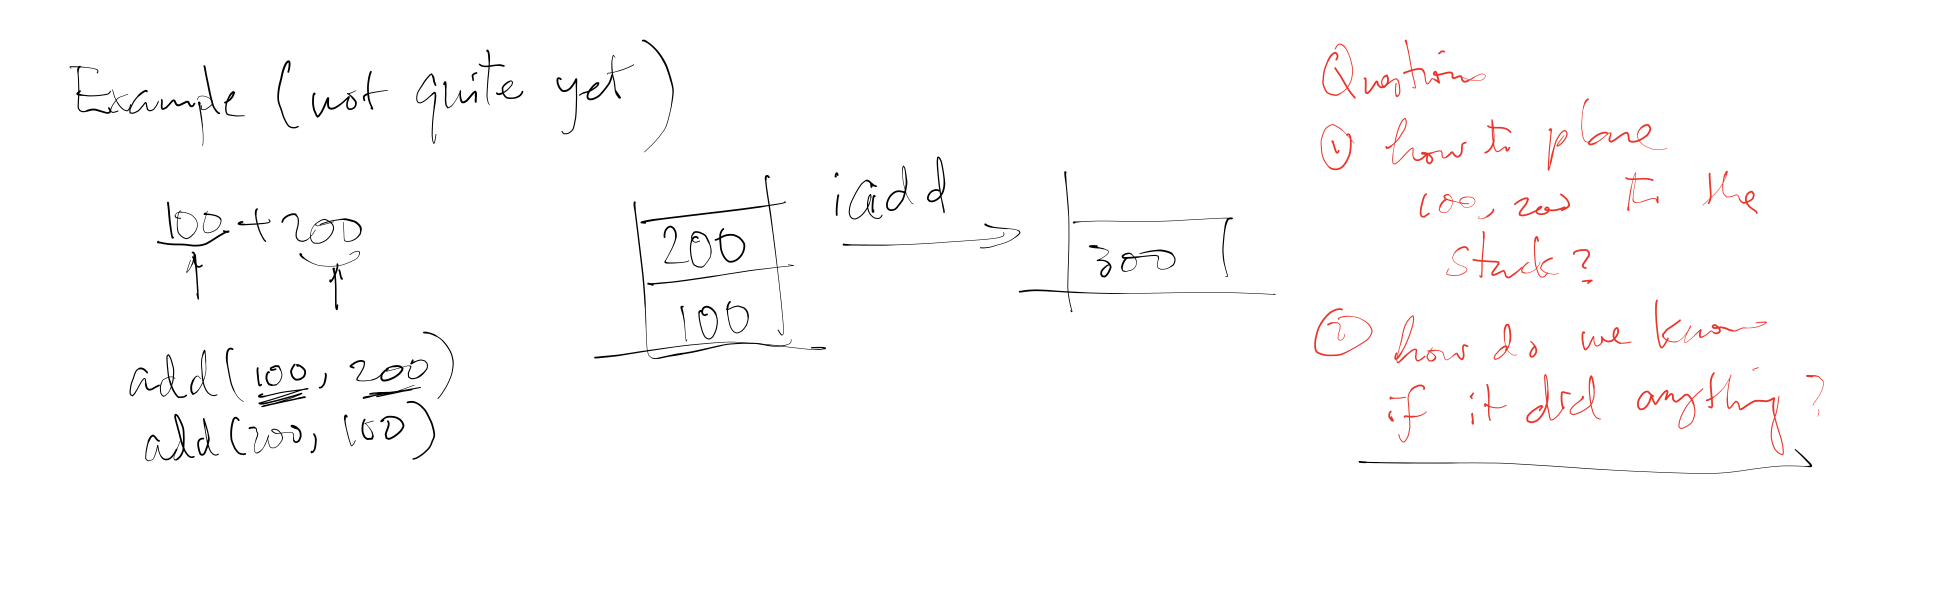 Example (not quite yet)
100 + 200
add(100, 200)
add(200, 100)
200
100
iadd
300
Questions
① how to place
100, 200 to the
stack?
② how do we know
if it did anything?